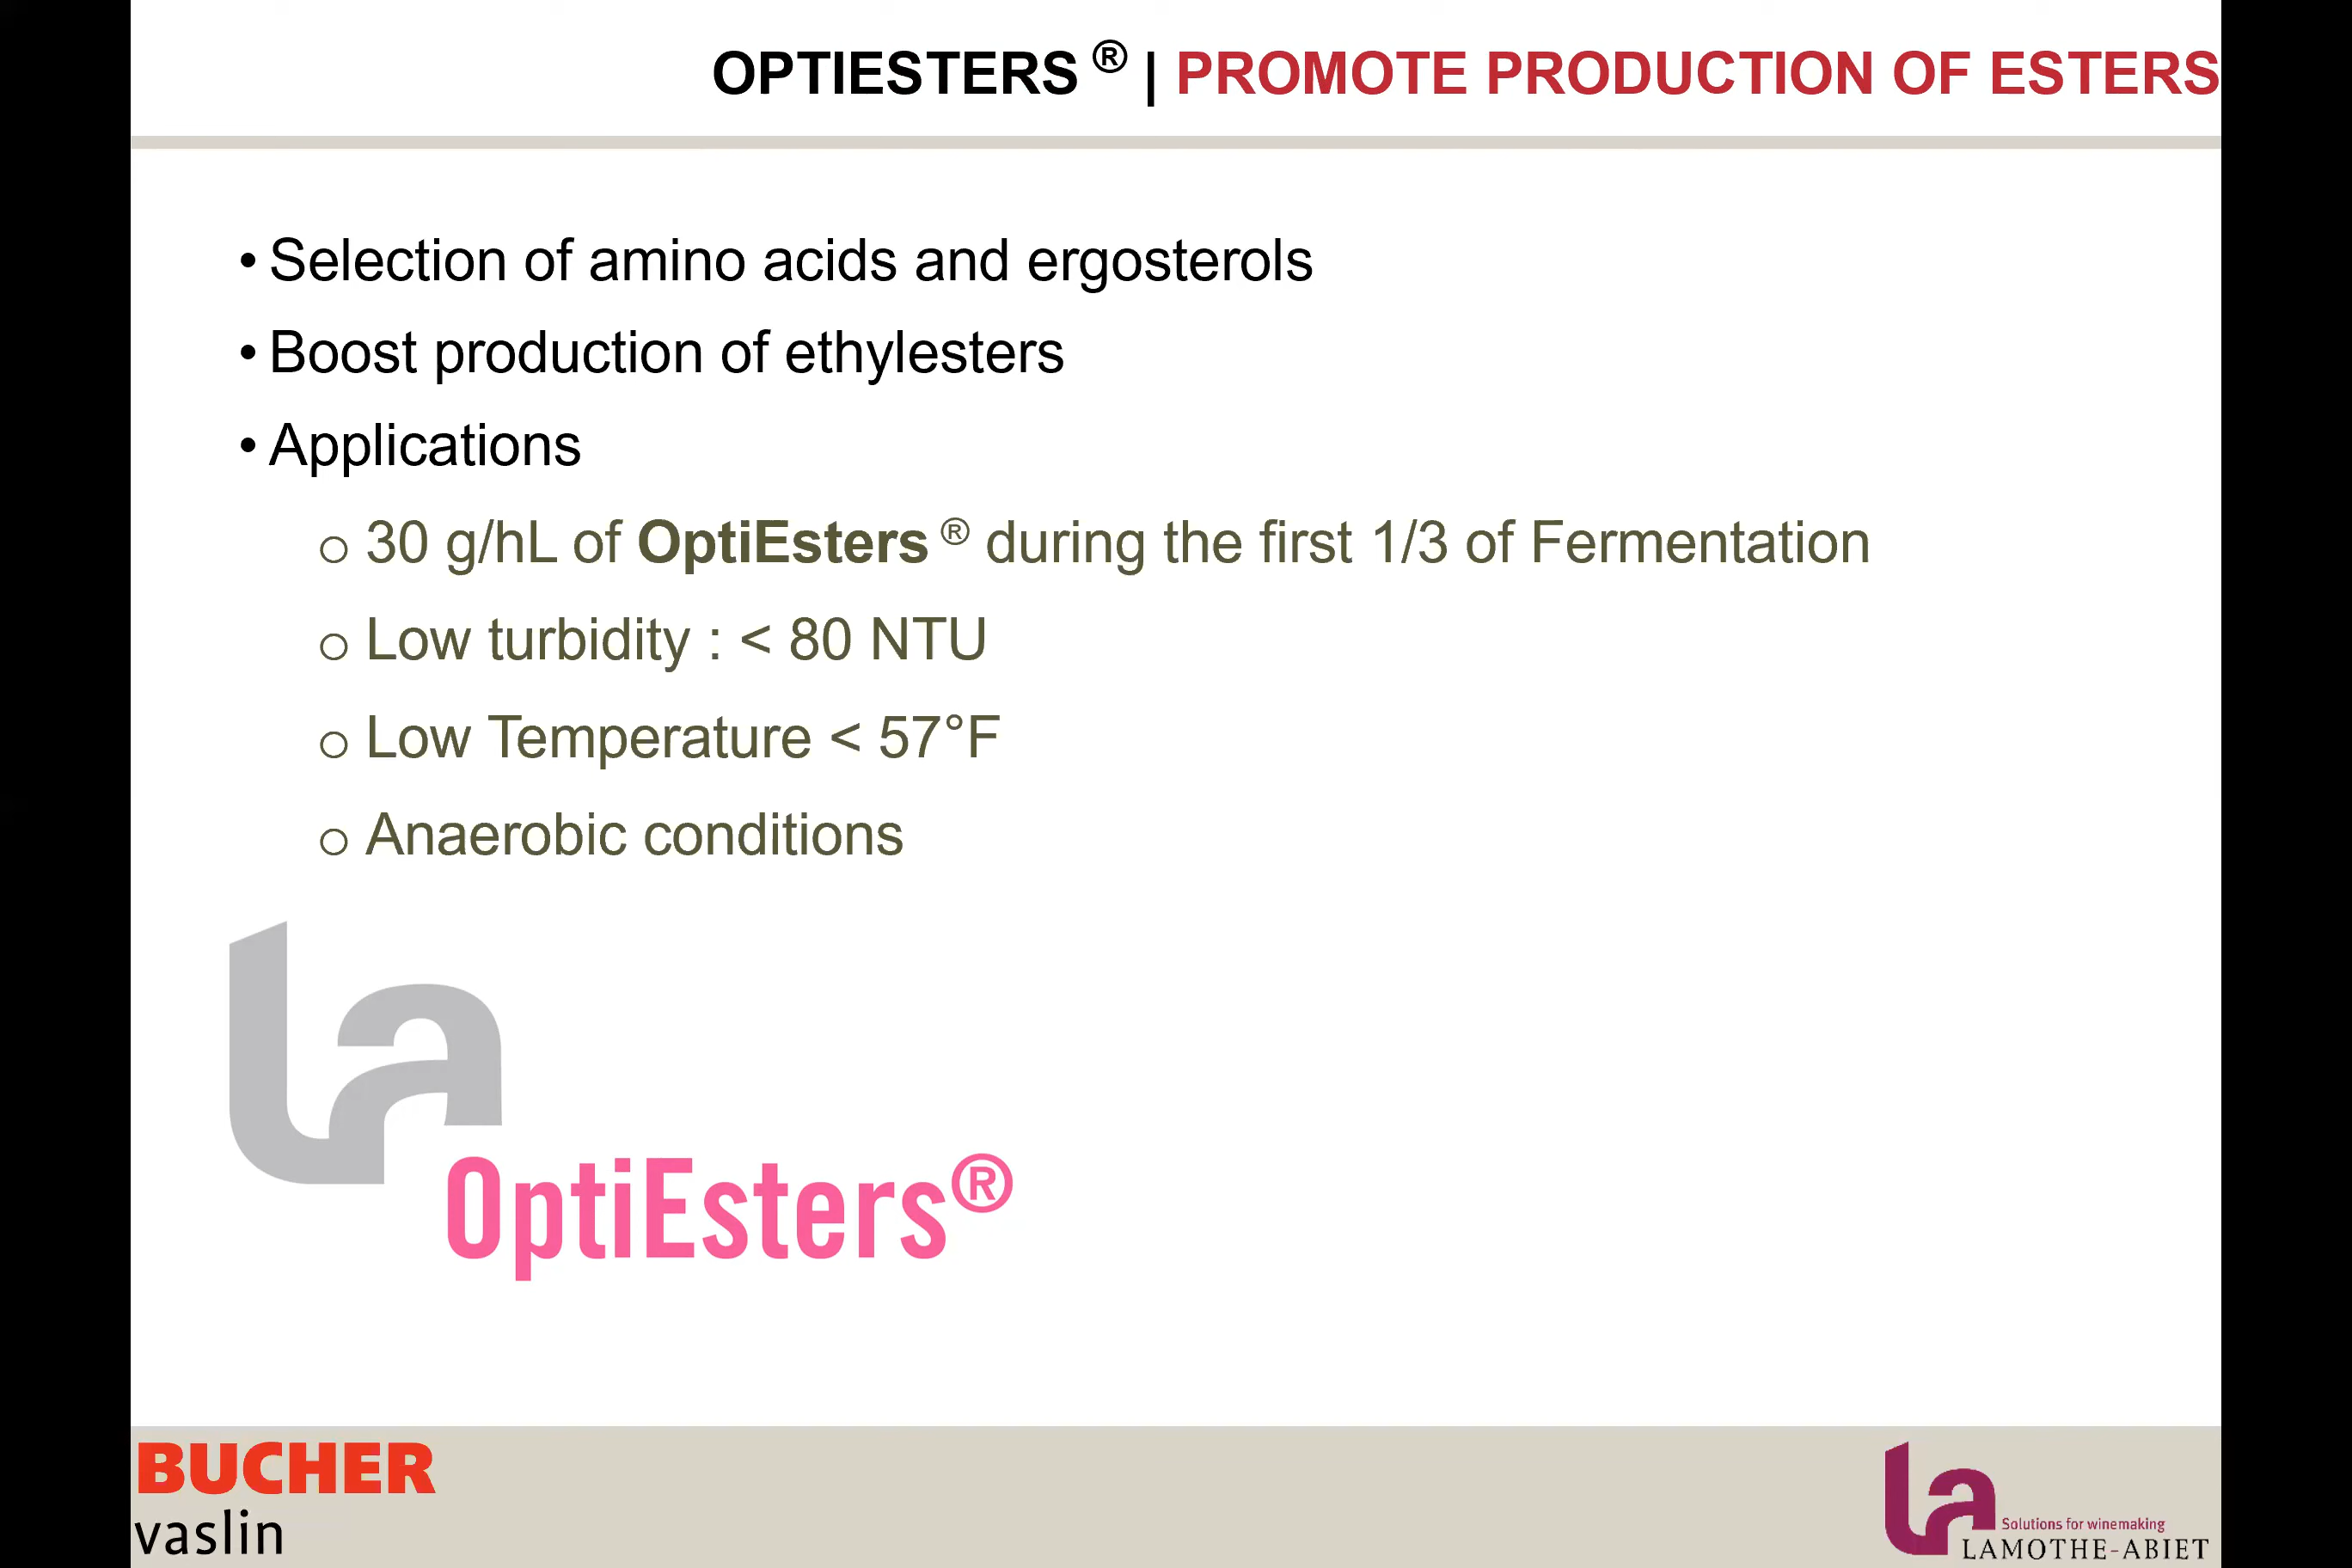 OPTIESTERS ® | PROMOTE PRODUCTION OF ESTERS
• Selection of amino acids and ergosterols
• Boost production of ethylesters
• Applications
o 30 g/hL of OptiEsters ® during the first 1/3 of Fermentation
o Low turbidity : < 80 NTU
o Low Temperature < 57°F
o Anaerobic conditions
la
OptiEsters®
BUCHER
vaslin
la
Solutions for winemaking
LAMOTHE-ABIET